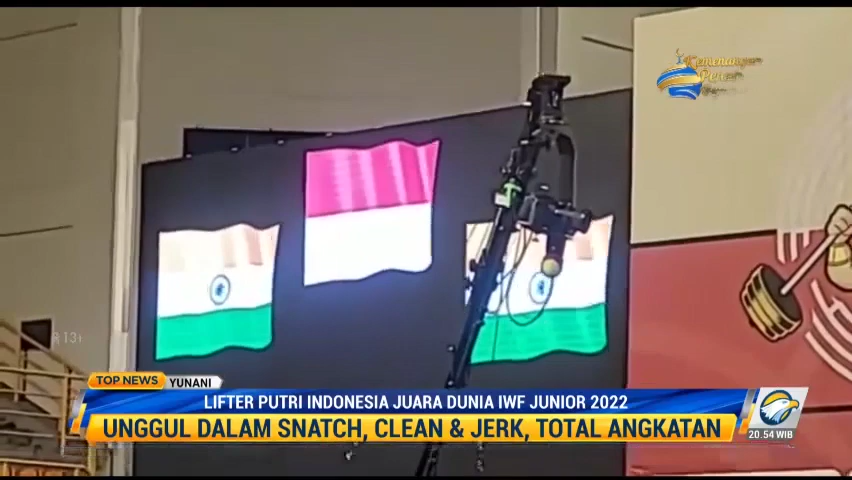 Kemenangan
TOP NEWS
YUNANI
LIFTER PUTRI INDONESIA JUARA DUNIA IWF JUNIOR 2022
UNGGUL DALAM SNATCH, CLEAN & JERK, TOTAL ANGKATAN
20.54 WIB